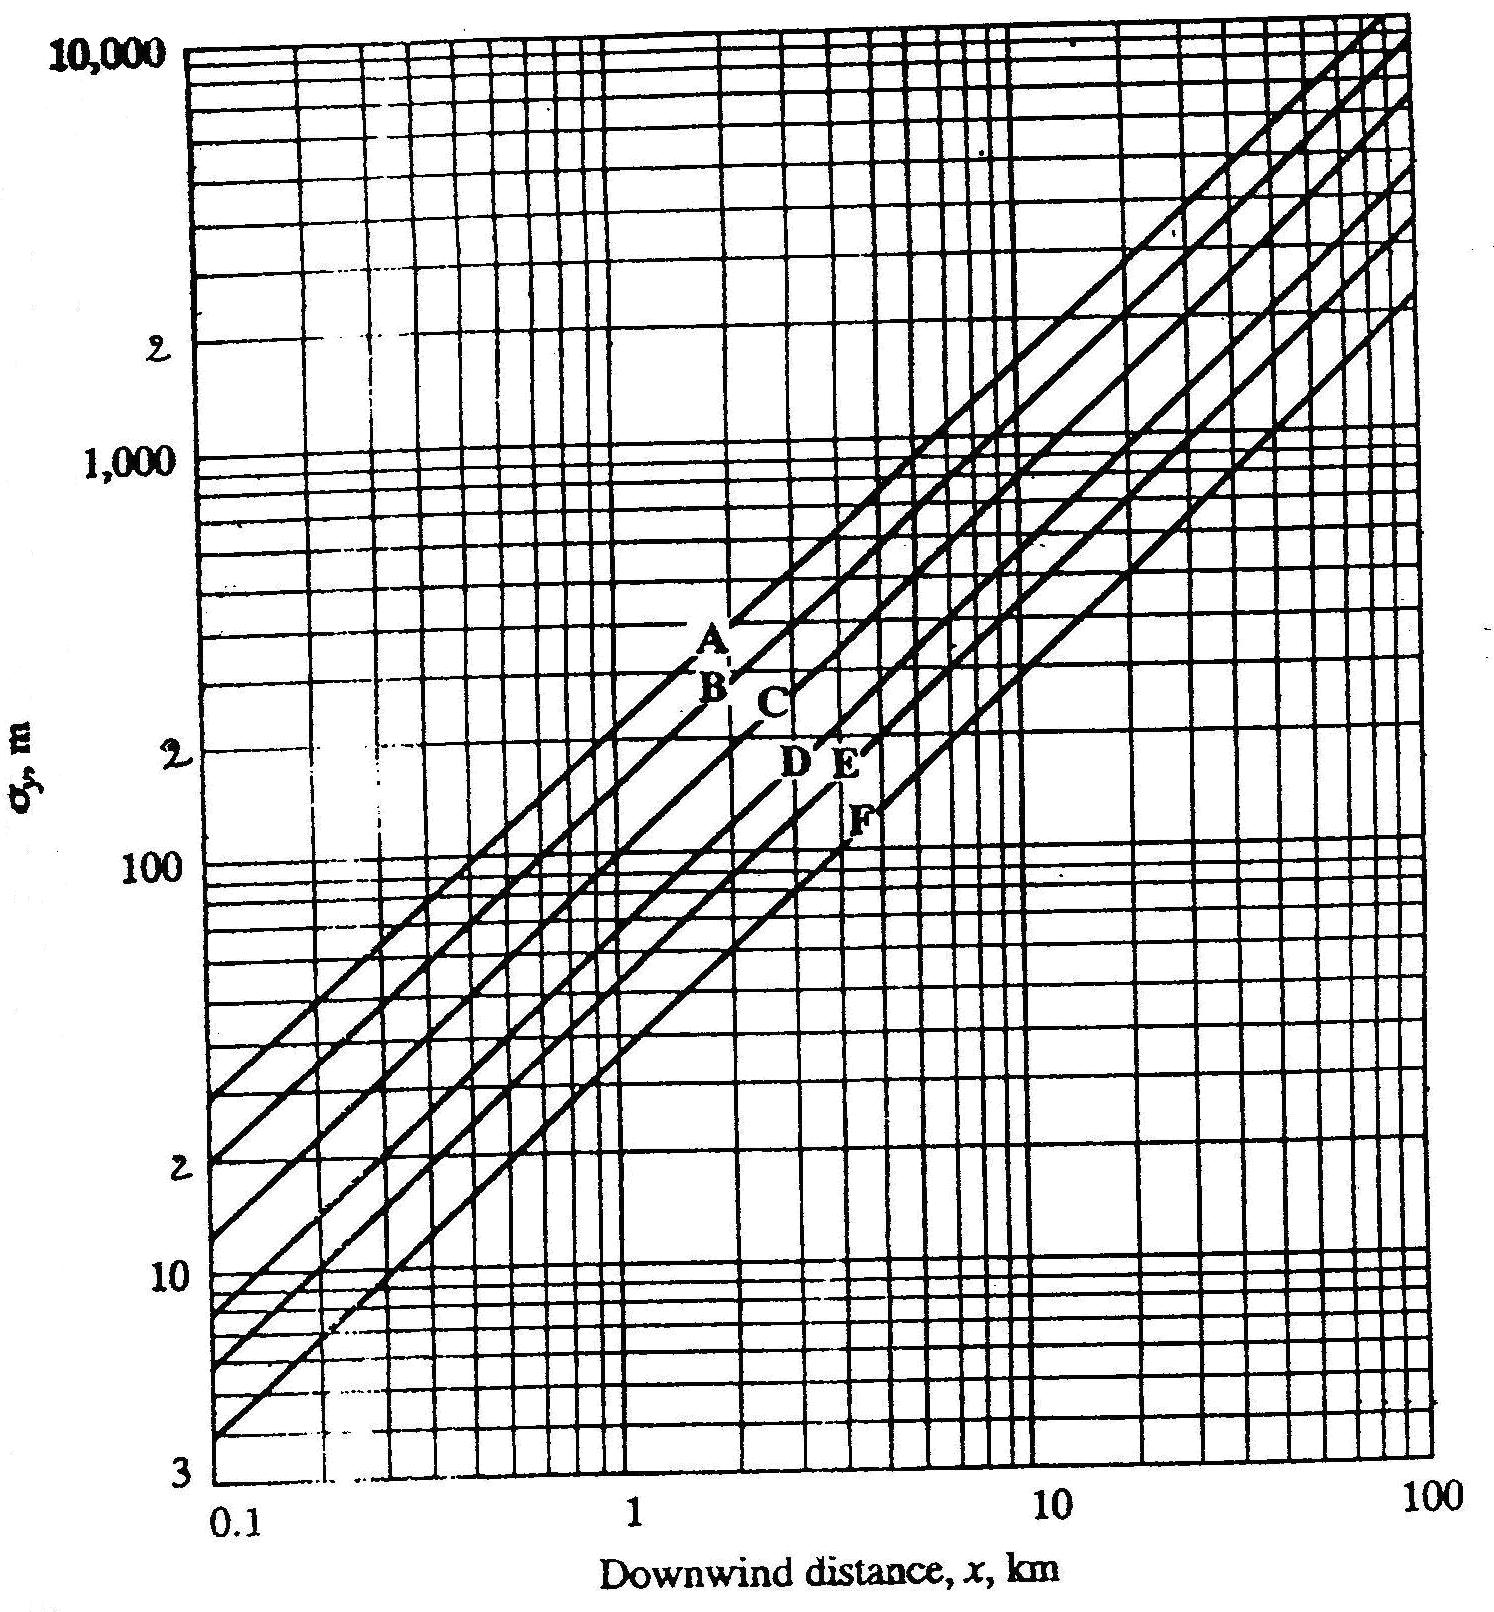 10,000
2
1,000
A
B
C
2
D E
σy, m
F
100
2
10
3
0.1 1 10 100
Downwind distance, x, km